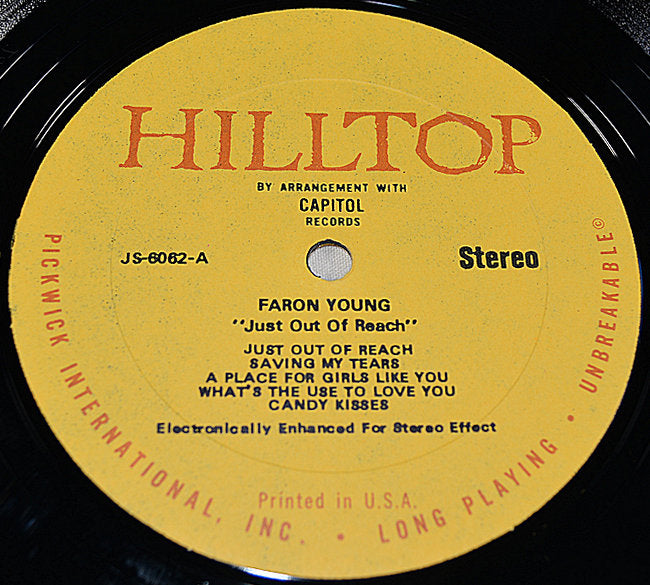 HILLTOP
BY ARRANGEMENT WITH
CAPITOL
RECORDS
JS-6062-A
Stereo
FARON YOUNG
"Just Out Of Reach"
JUST OUT OF REACH
SAVING MY TEARS
A PLACE FOR GIRLS LIKE YOU
WHAT'S THE USE TO LOVE YOU
CANDY KISSES
Electronically Enhanced For Stereo Effect
Printed in U.S.A.
PICKWICK INTERNATIONAL, INC. • LONG PLAYING • UNBREAKABLE©